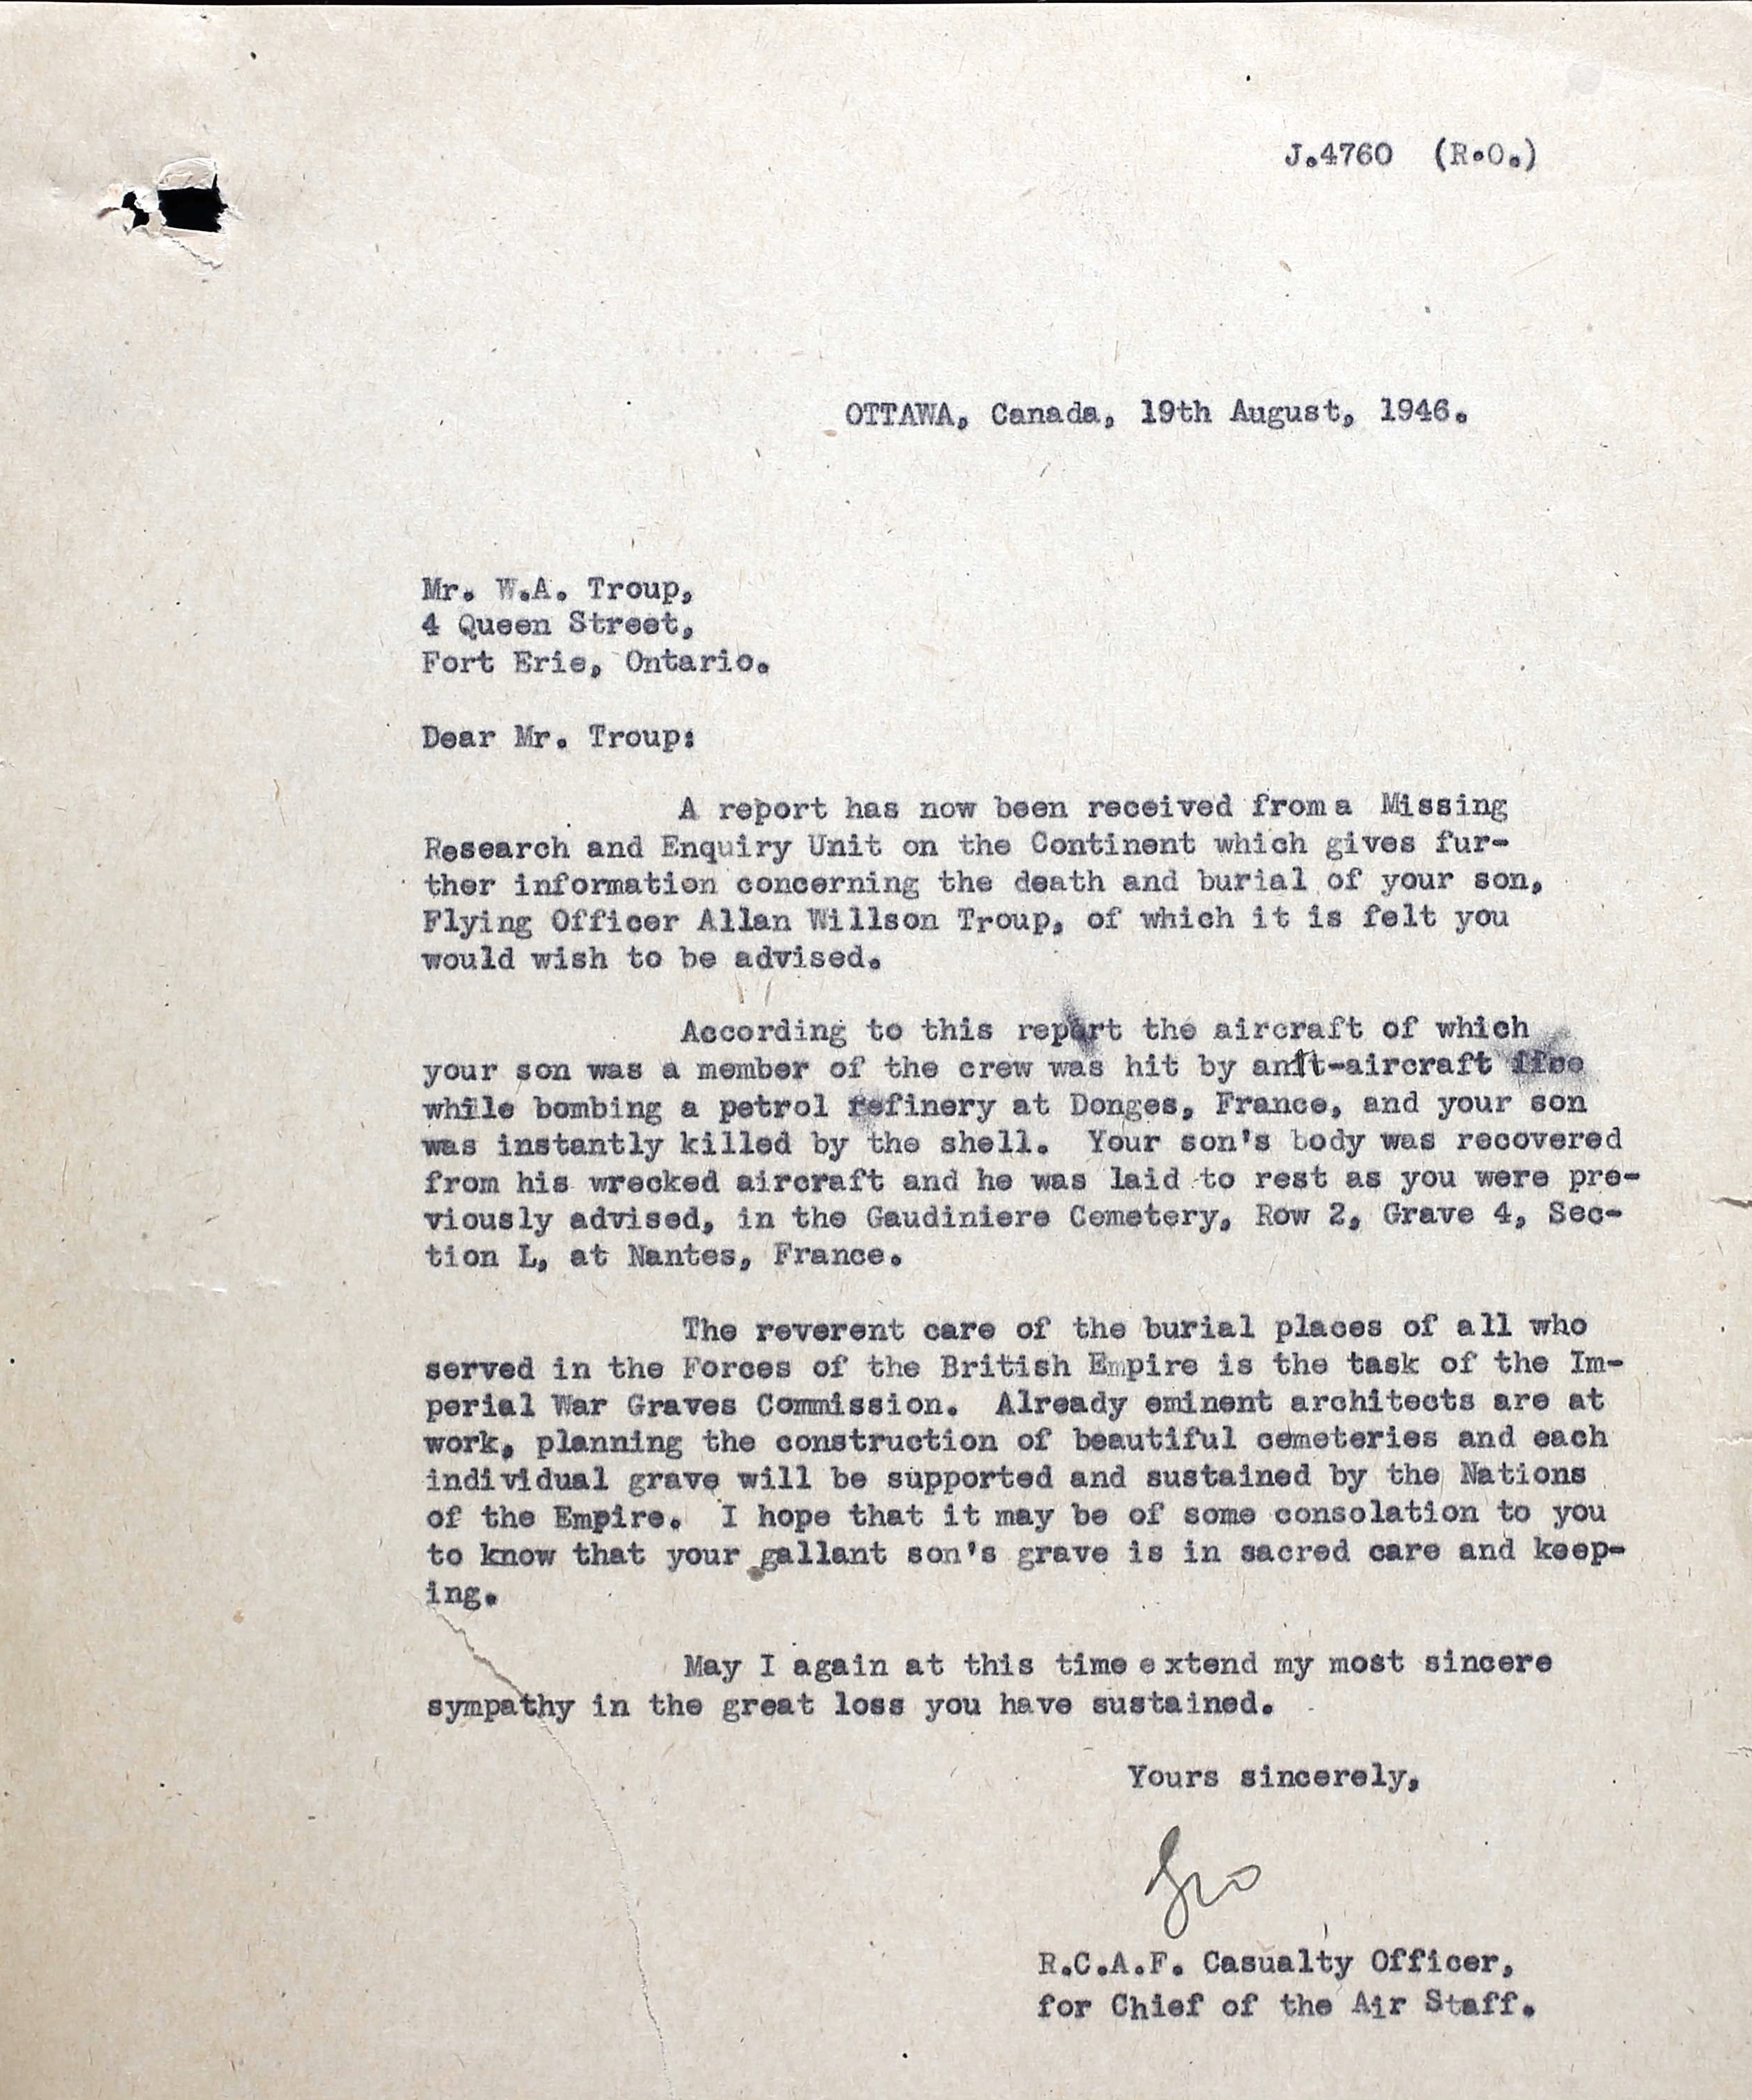 J.4760 (R.O.)
OTTAWA, Canada, 19th August, 1946.
Mr. W.A. Troup,
4 Queen Street,
Fort Erie, Ontario.
Dear Mr. Troup:
A report has now been received from a Missing
Research and Enquiry Unit on the Continent which gives fur-
ther information concerning the death and burial of your son,
Flying Officer Allan Willson Troup, of which it is felt you
would wish to be advised.
According to this report the aircraft of which
your son was a member of the crew was hit by anit-aircraft
while bombing a petrol refinery at Donges, France, and your son
was instantly killed by the shell. Your son's body was recovered
from his wrecked aircraft and he was laid to rest as you were pre-
viously advised, in the Gaudiniere Cemetery, Row 2, Grave 4, Sec-
tion L, at Nantes, France.
The reverent care of the burial places of all who
served in the Forces of the British Empire is the task of the Im-
perial War Graves Commission. Already eminent architects are at
work, planning the construction of beautiful cemeteries and each
individual grave will be supported and sustained by the Nations
of the Empire. I hope that it may be of some consolation to you
to know that your gallant son's grave is in sacred care and keep-
ing.
May I again at this time extend my most sincere
sympathy in the great loss you have sustained.
Yours sincerely,
R.C.A.F. Casualty Officer,
for Chief of the Air Staff.